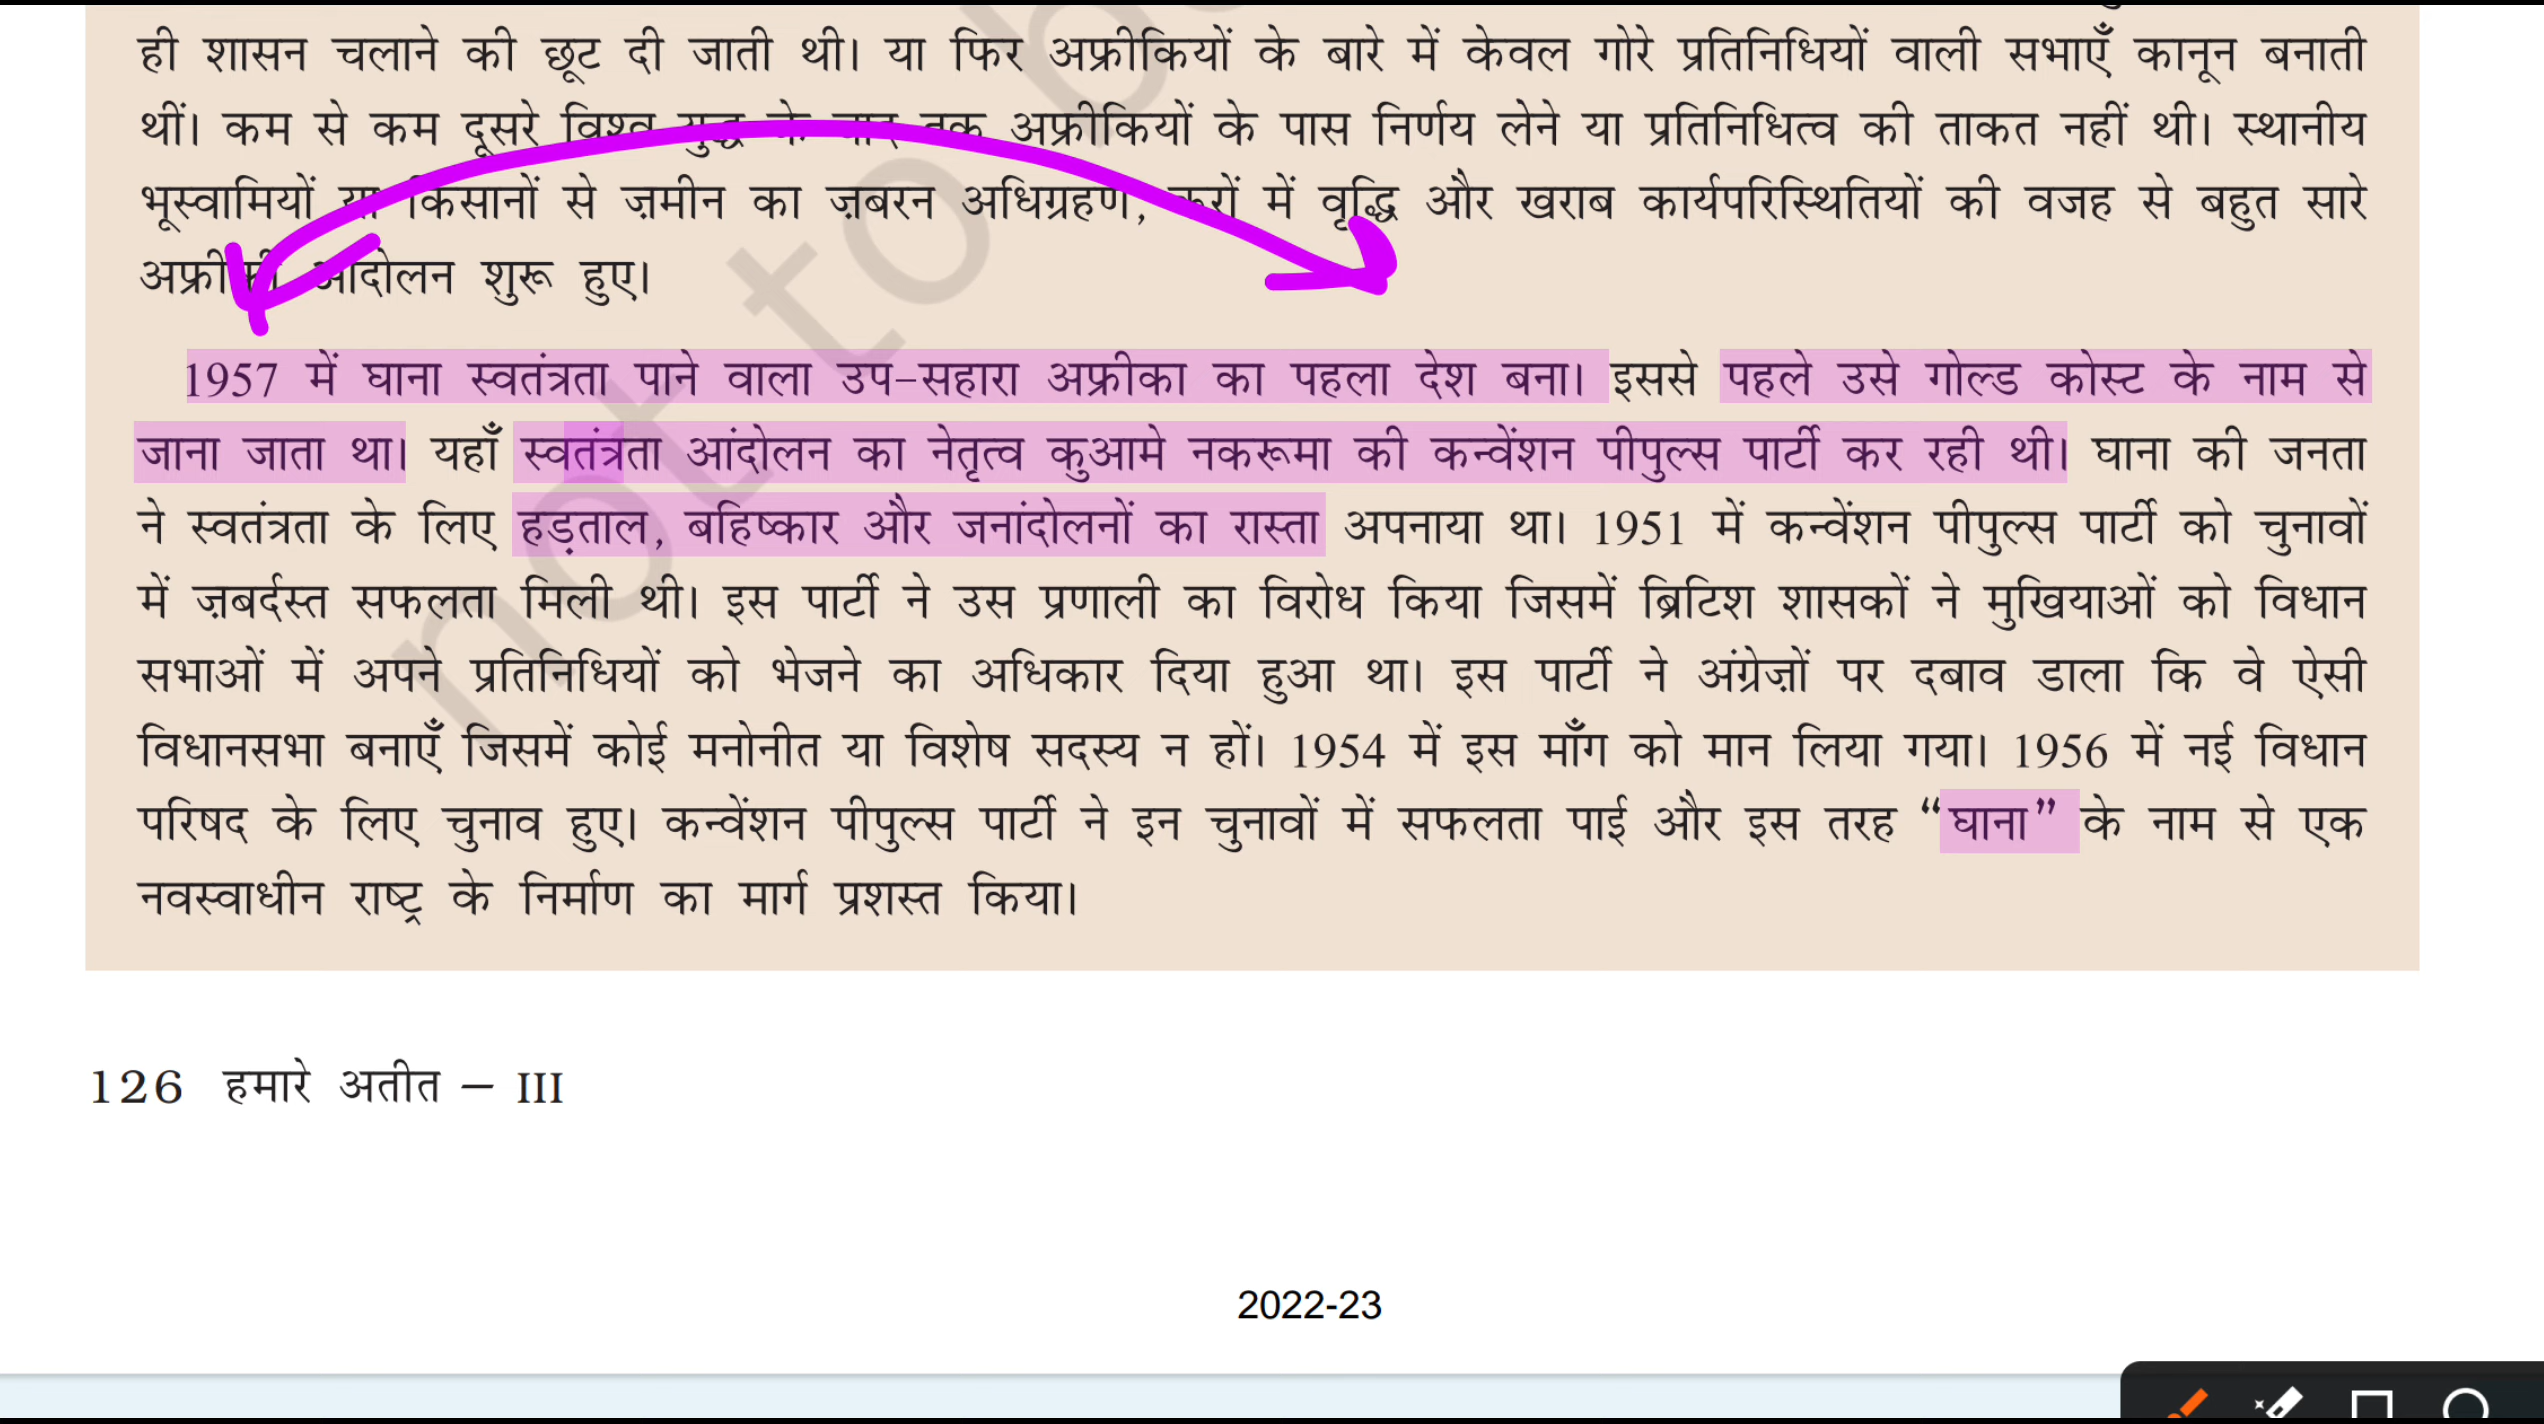 ही शासन चलाने की छूट दी जाती थी। या फिर अफ्रीकियों के बारे में केवल गोरे प्रतिनिधियों वाली सभाएँ कानून बनाती
थीं। कम से कम दूसरे विश्व युद्ध के बाद तक अफ्रीकियों के पास निर्णय लेने या प्रतिनिधित्व की ताकत नहीं थी। स्थानीय
भूस्वामियों या किसानों से ज़मीन का ज़बरन अधिग्रहण, करों में वृद्धि और खराब कार्यपरिस्थितियों की वजह से बहुत सारे
अफ्रीकी आंदोलन शुरू हुए।
1957 में घाना स्वतंत्रता पाने वाला उप-सहारा अफ्रीका का पहला देश बना। इससे पहले उसे गोल्ड कोस्ट के नाम से
जाना जाता था। यहाँ स्वतंत्रता आंदोलन का नेतृत्व कुआमे नकरूमा की कन्वेंशन पीपुल्स पार्टी कर रही थी। घाना की जनता
ने स्वतंत्रता के लिए हड़ताल, बहिष्कार और जनांदोलनों का रास्ता अपनाया था। 1951 में कन्वेंशन पीपुल्स पार्टी को चुनावों
में ज़बर्दस्त सफलता मिली थी। इस पार्टी ने उस प्रणाली का विरोध किया जिसमें ब्रिटिश शासकों ने मुखियाओं को विधान
सभाओं में अपने प्रतिनिधियों को भेजने का अधिकार दिया हुआ था। इस पार्टी ने अंग्रेज़ों पर दबाव डाला कि वे ऐसी
विधानसभा बनाएँ जिसमें कोई मनोनीत या विशेष सदस्य न हों। 1954 में इस माँग को मान लिया गया। 1956 में नई विधान
परिषद के लिए चुनाव हुए। कन्वेंशन पीपुल्स पार्टी ने इन चुनावों में सफलता पाई और इस तरह “घाना” के नाम से एक
नवस्वाधीन राष्ट्र के निर्माण का मार्ग प्रशस्त किया।
not to b
126 हमारे अतीत – III
2022-23